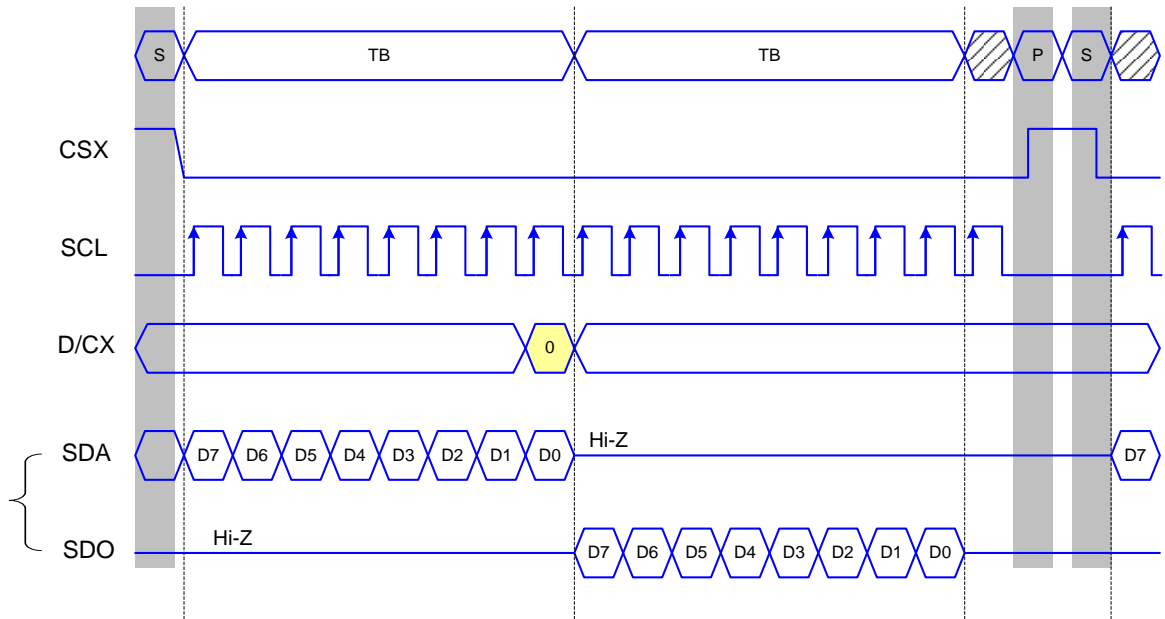 S TB TB P S
CSX
SCL
D/CX 0
SDA D7 D6 D5 D4 D3 D2 D1 D0 Hi-Z D7
SDO Hi-Z D7 D6 D5 D4 D3 D2 D1 D0